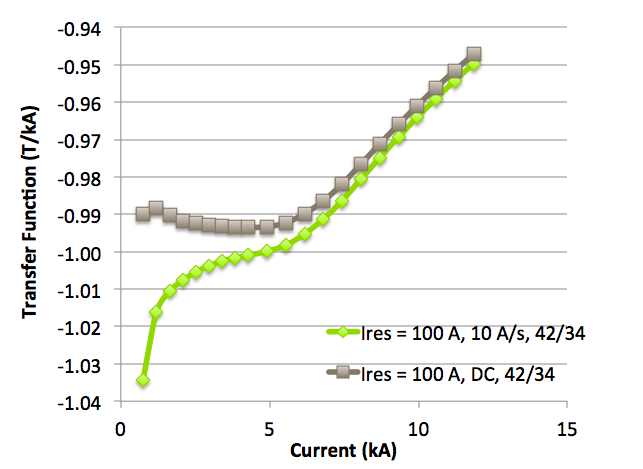 -0.94
-0.95
-0.96
-0.97
-0.98
-0.99
-1.00
-1.01
-1.02
-1.03
-1.04
Transfer Function (T/kA)
Ires = 100 A, 10 A/s, 42/34
Ires = 100 A, DC, 42/34
0 5 10 15
Current (kA)